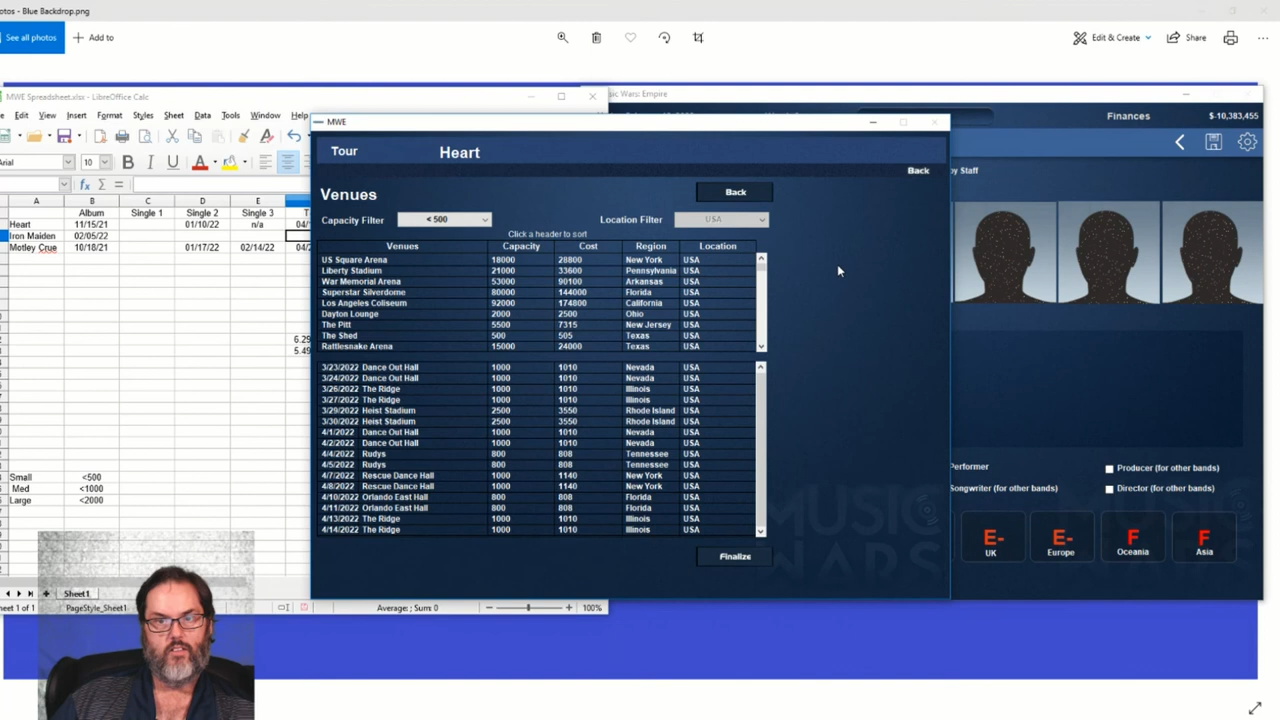 otos - Blue Backdrop.png
See all photos
Add to
Edit & Create
Share
MWE Spreadsheet.xlsx - LibreOffice Calc
Edit View Insert Format Styles Sheet Data Tools Window
Arial 10
A B C D E
Album Single 1 Single 2 Single 3 T
Heart 11/15/21 01/10/22 n/a 04/
Iron Maiden 02/05/22
Motley Crue 10/18/21 01/17/22 02/14/22 04/2
6.29
5.49
Small <500
Med <1000
Large <2000
Sheet1
heet 1 of 1 PageStyle_Sheet1 Average: ; Sum: 0 100%
MWE
Tour Heart
Back
Venues
Back
Capacity Filter < 500 Location Filter USA
Click a header to sort
Venues Capacity Cost Region Location
US Square Arena 18000 28800 New York USA
Liberty Stadium 21000 33600 Pennsylvania USA
War Memorial Arena 53000 90100 Arkansas USA
Superstar Silverdome 80000 144000 Florida USA
Los Angeles Coliseum 92000 174800 California USA
Dayton Lounge 2000 2500 Ohio USA
The Pitt 5500 7315 New Jersey USA
The Shed 500 505 Texas USA
Rattlesnake Arena 15000 24000 Texas USA
3/23/2022 Dance Out Hall 1000 1010 Nevada USA
3/24/2022 Dance Out Hall 1000 1010 Nevada USA
3/26/2022 The Ridge 1000 1010 Illinois USA
3/27/2022 The Ridge 1000 1010 Illinois USA
3/29/2022 Heist Stadium 2500 3550 Rhode Island USA
3/30/2022 Heist Stadium 2500 3550 Rhode Island USA
4/1/2022 Dance Out Hall 1000 1010 Nevada USA
4/2/2022 Dance Out Hall 1000 1010 Nevada USA
4/4/2022 Rudys 800 808 Tennessee USA
4/5/2022 Rudys 800 808 Tennessee USA
4/7/2022 Rescue Dance Hall 1000 1140 New York USA
4/8/2022 Rescue Dance Hall 1000 1140 New York USA
4/10/2022 Orlando East Hall 800 808 Florida USA
4/11/2022 Orlando East Hall 800 808 Florida USA
4/13/2022 The Ridge 1000 1010 Illinois USA
4/14/2022 The Ridge 1000 1010 Illinois USA
Finalize
MUSIC
WARS
sic Wars: Empire
Finances $-10,383,455
by Staff
Performer Producer (for other bands)
Songwriter (for other bands) Director (for other bands)
E- E- F F
UK Europe Oceania Asia